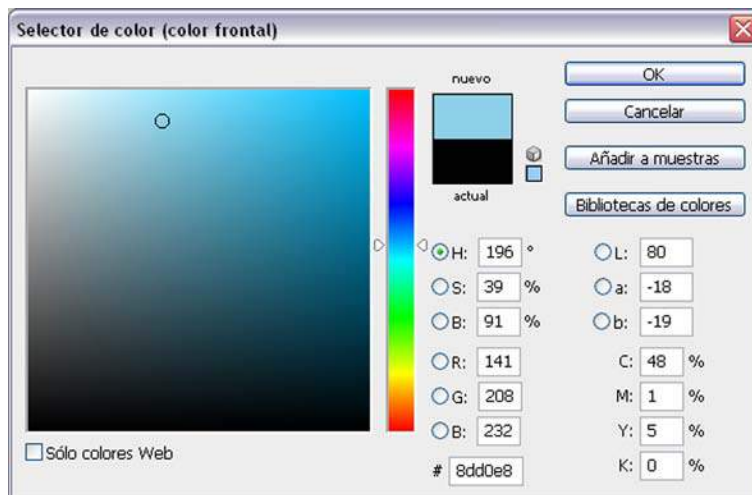 Selector de color (color frontal)
nuevo
actual
OK
Cancelar
Añadir a muestras
Bibliotecas de colores
H: 196 °
S: 39 %
B: 91 %
R: 141
G: 208
B: 232
# 8dd0e8
L: 80
a: -18
b: -19
C: 48 %
M: 1 %
Y: 5 %
K: 0 %
Sólo colores Web